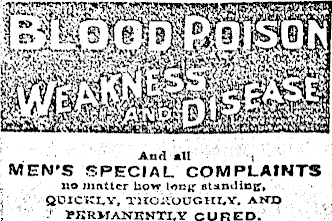 BLOOD POISON
WEAKNESS
AND DISEASE
And all
MEN'S SPECIAL COMPLAINTS
no matter how long standing,
QUICKLY, THOROUGHLY, AND
PERMANENTLY CURED.